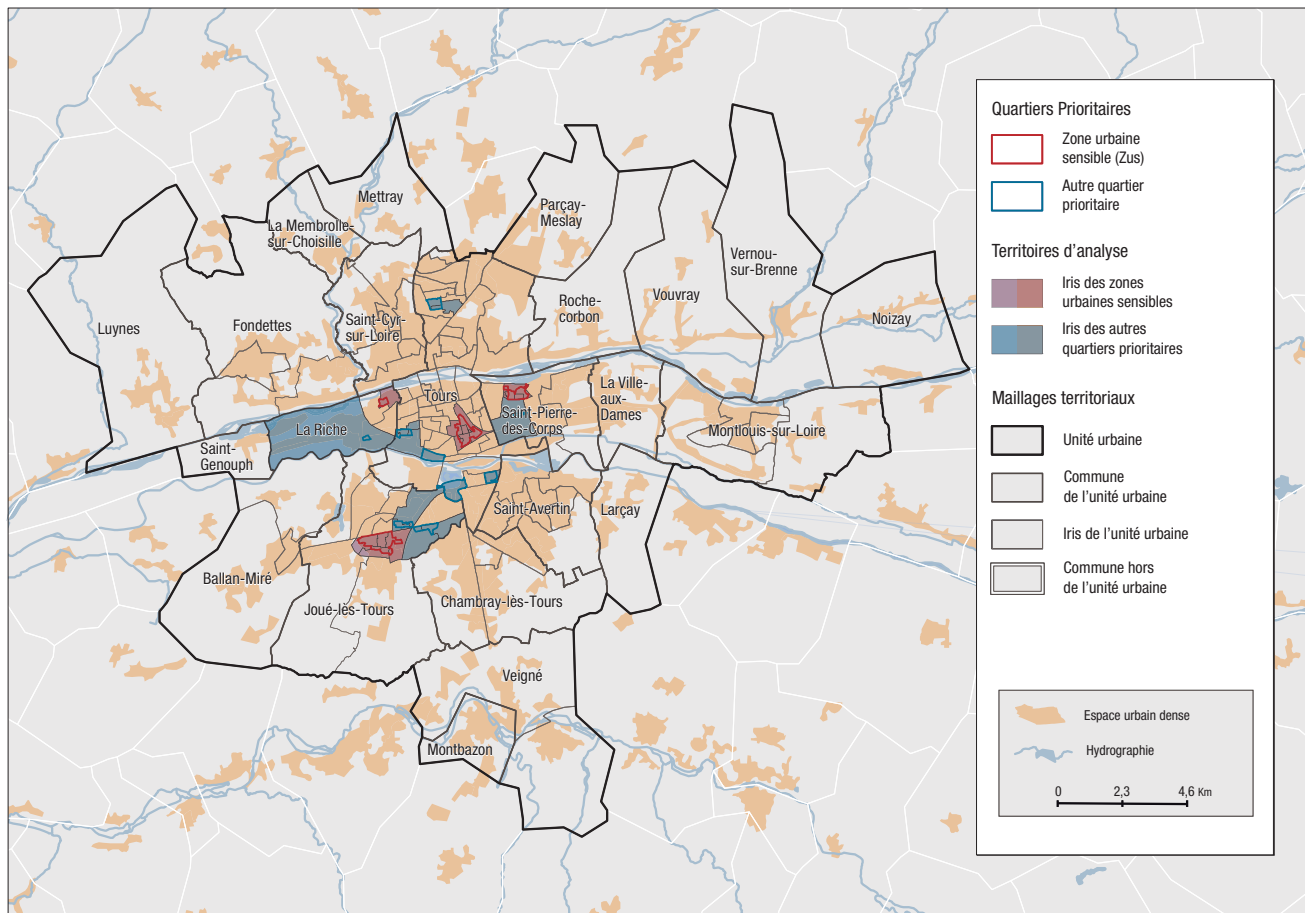 Mettray
La Membrolle-
sur-Choisille
Parçay-
Meslay
Vernou-
sur-Brenne
Luynes
Fondettes
Saint-Cyr-
sur-Loire
Roche-
corbon
Vouvray
Noizay
Tours
La Ville-
aux-
Dames
Saint-Pierre-
des-Corps
La Riche
Montlouis-sur-Loire
Saint-
Genouph
Saint-Avertin
Larçay
Ballan-Miré
Joué-lès-Tours
Chambray-lès-Tours
Veigné
Montbazon
Quartiers Prioritaires
Zone urbaine
sensible (Zus)
Autre quartier
prioritaire
Territoires d'analyse
Iris des zones
urbaines sensibles
Iris des autres
quartiers prioritaires
Maillages territoriaux
Unité urbaine
Commune
de l'unité urbaine
Iris de l'unité urbaine
Commune hors
de l'unité urbaine
Espace urbain dense
Hydrographie
0 2,3 4,6 Km